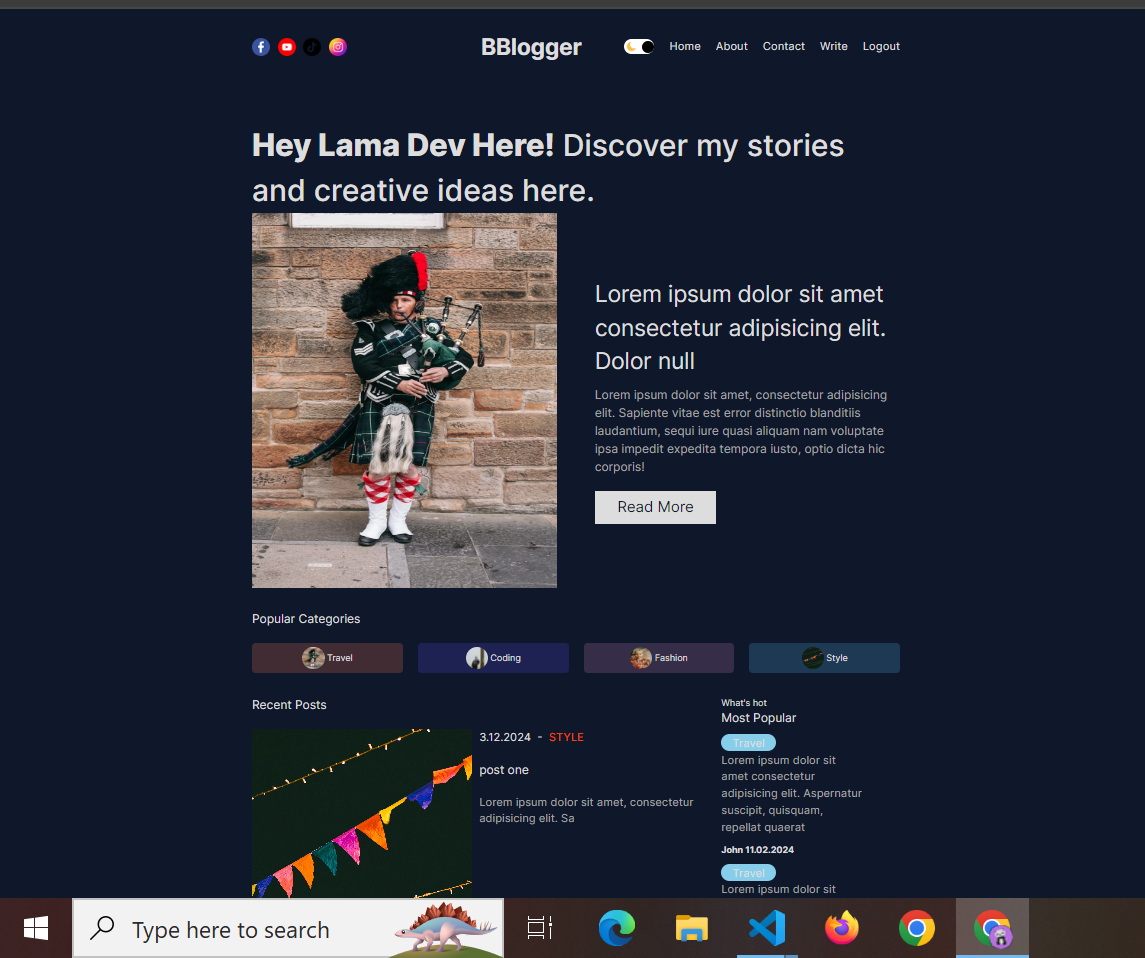 BBlogger
Home About Contact Write Logout
Hey Lama Dev Here! Discover my stories
and creative ideas here.
Lorem ipsum dolor sit amet
consectetur adipisicing elit.
Dolor null
Lorem ipsum dolor sit amet, consectetur adipisicing
elit. Sapiente vitae est error distinctio blanditiis
laudantium, sequi iure quasi aliquam nam voluptate
ipsa impedit expedita tempora iusto, optio dicta hic
corporis!
Read More
Popular Categories
Travel
Coding
Fashion
Style
Recent Posts
3.12.2024 - STYLE
post one
Lorem ipsum dolor sit amet, consectetur
adipisicing elit. Sa
What's hot
Most Popular
Travel
Lorem ipsum dolor sit
amet consectetur
adipisicing elit. Aspernatur
suscipit, quisquam,
repellat quaerat
John 11.02.2024
Travel
Lorem ipsum dolor sit
Type here to search